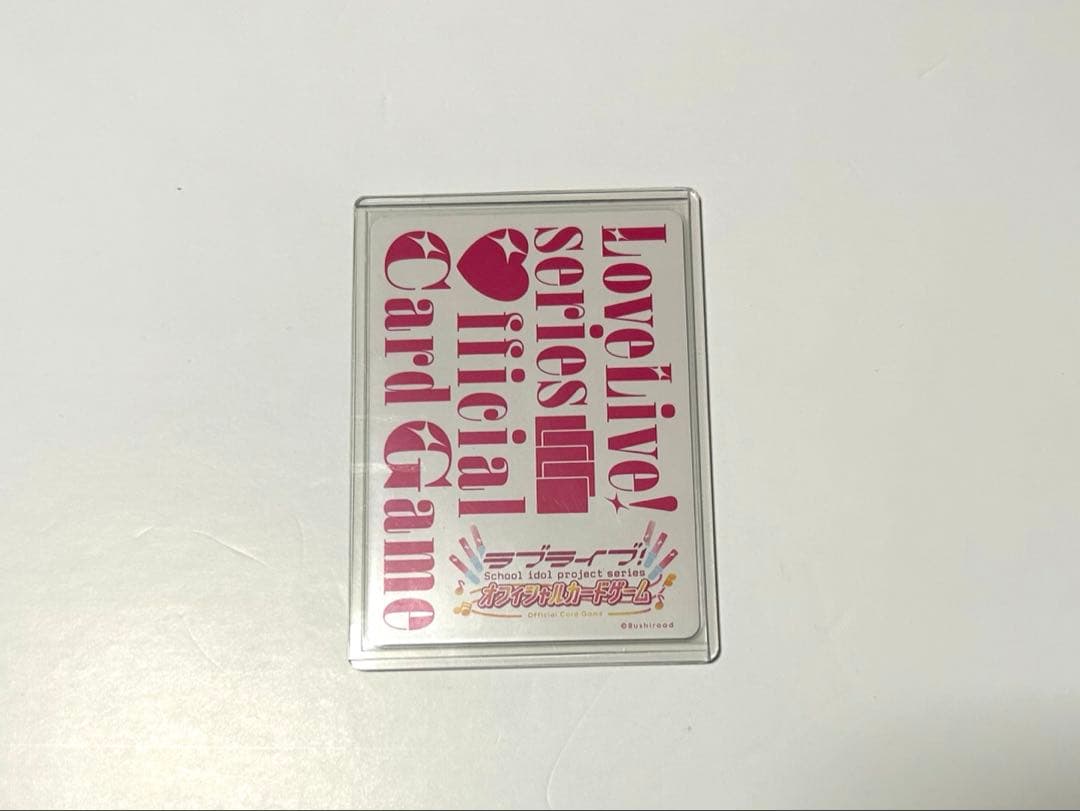 LoveLive!
series
fficial
Card Game
ラブライブ!
School idol project series
オフィシャルカードゲーム
Official Card Game
©Bushiroad